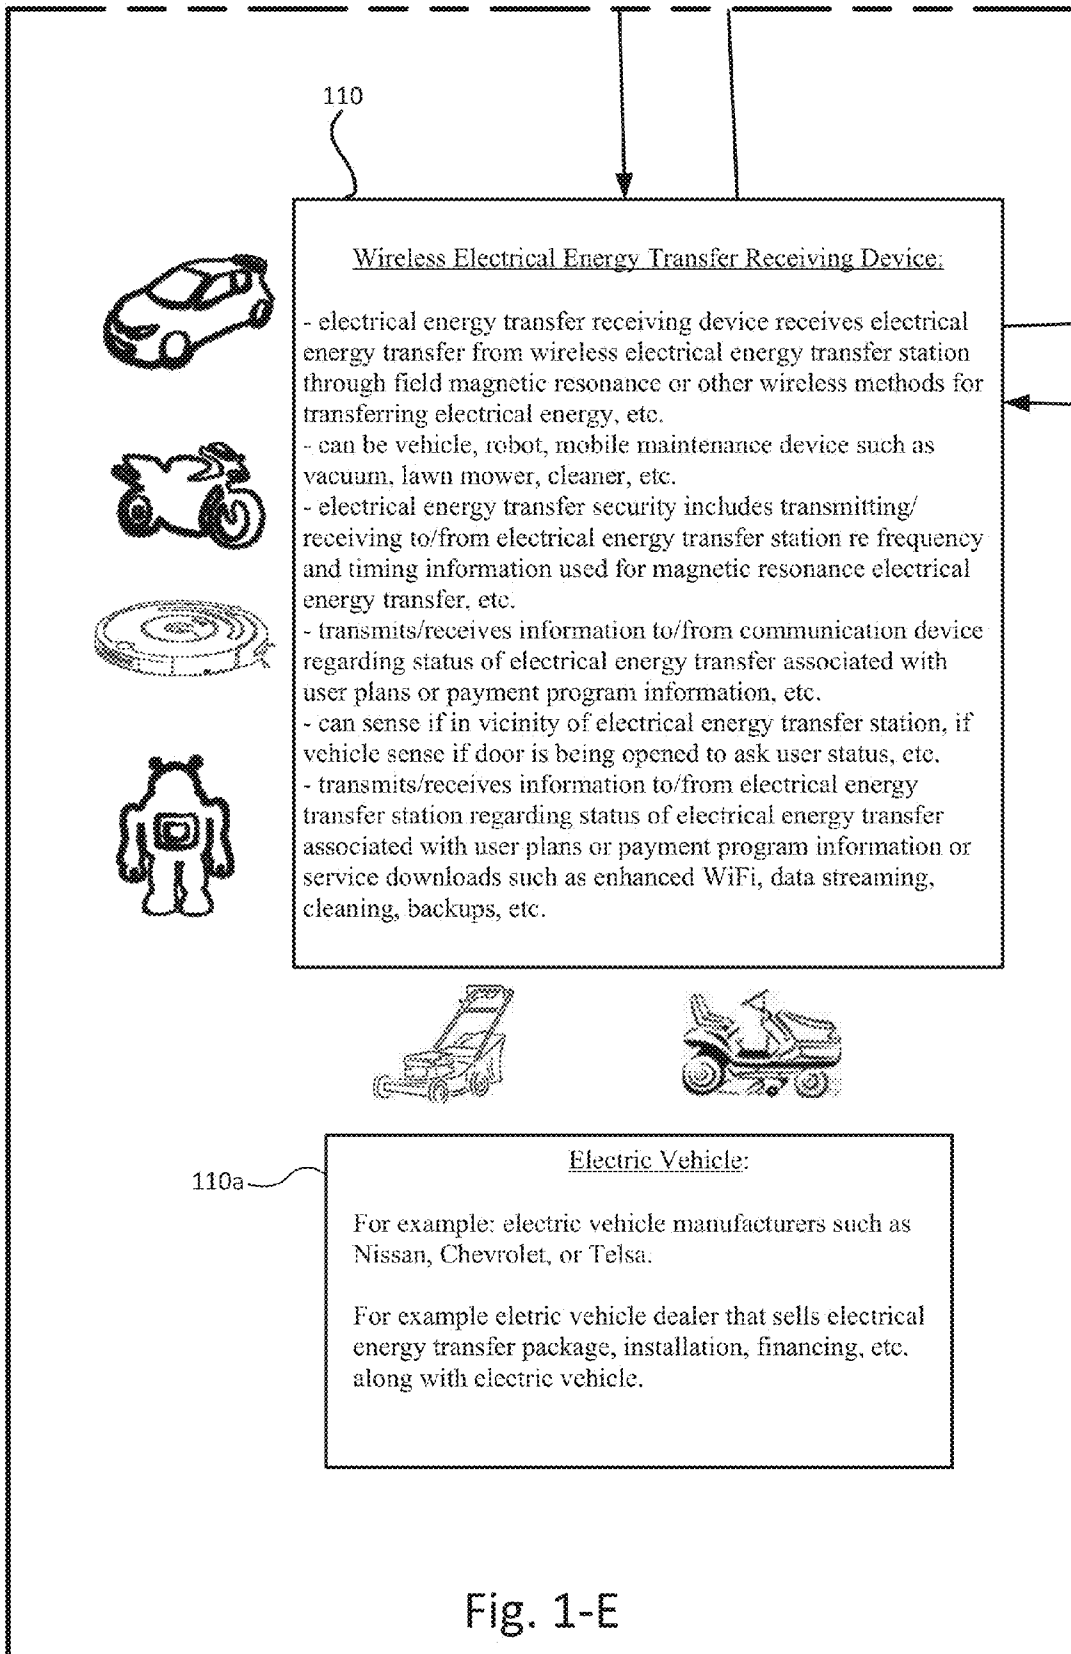 110
Wireless Electrical Energy Transfer Receiving Device:
- electrical energy transfer receiving device receives electrical
energy transfer from wireless electrical energy transfer station
through field magnetic resonance or other wireless methods for
transferring electrical energy, etc.
- can be vehicle, robot, mobile maintenance device such as
vacuum, lawn mower, cleaner, etc.
- electrical energy transfer security includes transmitting/
receiving to/from electrical energy transfer station re frequency
and timing information used for magnetic resonance electrical
energy transfer, etc.
- transmits/receives information to/from communication device
regarding status of electrical energy transfer associated with
user plans or payment program information, etc.
- can sense if in vicinity of electrical energy transfer station, if
vehicle sense if door is being opened to ask user status, etc.
- transmits/receives information to/from electrical energy
transfer station regarding status of electrical energy transfer
associated with user plans or payment program information or
service downloads such as enhanced WiFi, data streaming,
cleaning, backups, etc.
110a
Electric Vehicle:
For example: electric vehicle manufacturers such as
Nissan, Chevrolet, or Telsa.
For example eletric vehicle dealer that sells electrical
energy transfer package, installation, financing, etc.
along with electric vehicle.
Fig. 1-E